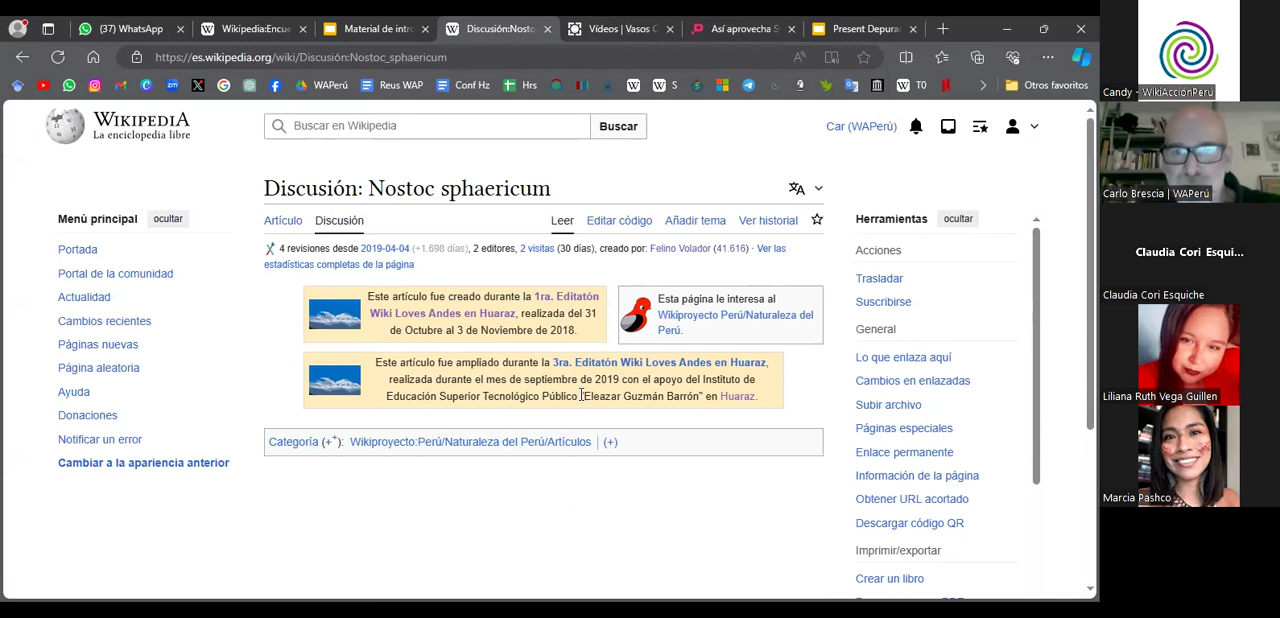 (37) WhatsApp
Wikipedia:Encue
Material de intro
Discusión:Nosto
Vídeos | Vasos C
Así aprovecha S
Present Depurac
https://es.wikipedia.org/wiki/Discusión:Nostoc_sphaericum
WAPerú
Reus WAP
Conf Hz
Hrs
S
T0
Otros favoritos
WIKIPEDIA
La enciclopedia libre
Buscar en Wikipedia
Buscar
Car (WAPerú)
Discusión: Nostoc sphaericum
Artículo
Discusión
Leer
Editar código
Añadir tema
Ver historial
4 revisiones desde 2019-04-04 (+1.698 días), 2 editores, 2 visitas (30 días), creado por: Felino Volador (41.616) · Ver las
estadísticas completas de la página
Este artículo fue creado durante la 1ra. Editatón
Wiki Loves Andes en Huaraz, realizada del 31
de Octubre al 3 de Noviembre de 2018.
Esta página le interesa al
Wikiproyecto Perú/Naturaleza del
Perú.
Este artículo fue ampliado durante la 3ra. Editatón Wiki Loves Andes en Huaraz,
realizada durante el mes de septiembre de 2019 con el apoyo del Instituto de
Educación Superior Tecnológico Público "Eleazar Guzmán Barrón" en Huaraz.
Categoría (+⁺): Wikiproyecto:Perú/Naturaleza del Perú/Artículos | (+)
Menú principal
ocultar
Portada
Portal de la comunidad
Actualidad
Cambios recientes
Páginas nuevas
Página aleatoria
Ayuda
Donaciones
Notificar un error
Cambiar a la apariencia anterior
Herramientas
ocultar
Acciones
Trasladar
Suscribirse
General
Lo que enlaza aquí
Cambios en enlazadas
Subir archivo
Páginas especiales
Enlace permanente
Información de la página
Obtener URL acortado
Descargar código QR
Imprimir/exportar
Crear un libro
Candy - WikiAcciónPerú
Carlo Brescia | WAPerú
Claudia Cori Esqui...
Claudia Cori Esquiche
Liliana Ruth Vega Guillen
Marcia Pashco